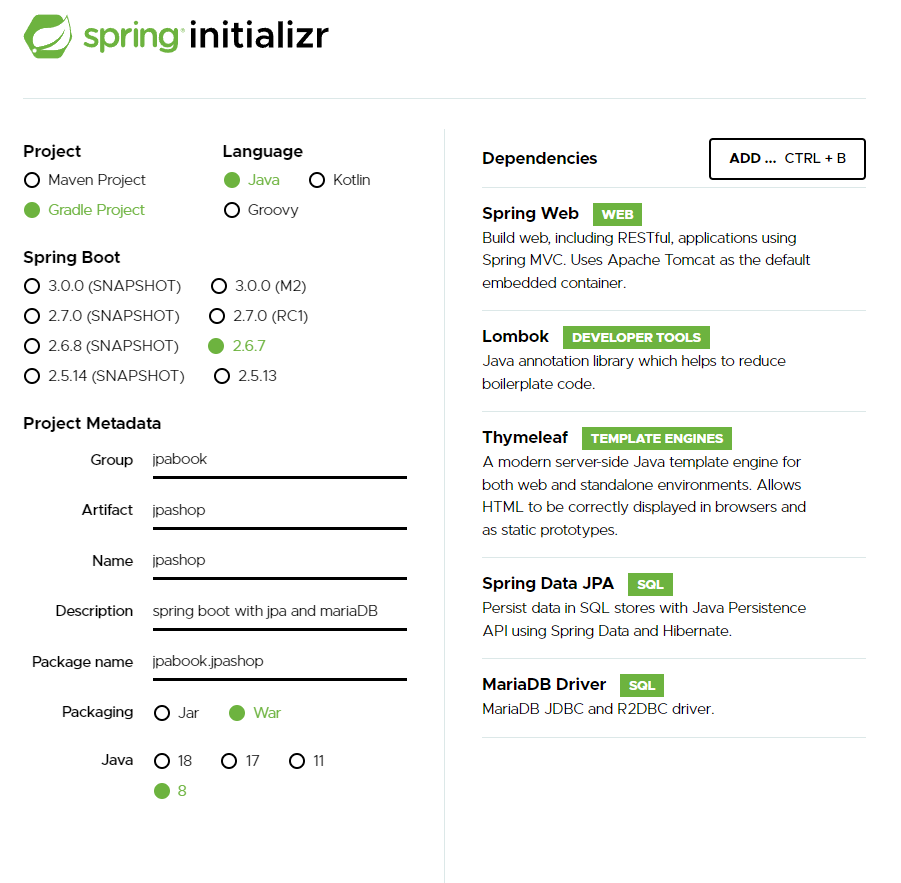 spring initializr
Project
Maven Project
Gradle Project
Language
Java
Kotlin
Groovy
Spring Boot
3.0.0 (SNAPSHOT)
3.0.0 (M2)
2.7.0 (SNAPSHOT)
2.7.0 (RC1)
2.6.8 (SNAPSHOT)
2.6.7
2.5.14 (SNAPSHOT)
2.5.13
Project Metadata
Group jpabook
Artifact jpashop
Name jpashop
Description spring boot with jpa and mariaDB
Package name jpabook.jpashop
Packaging Jar War
Java 18 17 11
8
Dependencies
ADD ... CTRL + B
Spring Web WEB
Build web, including RESTful, applications using
Spring MVC. Uses Apache Tomcat as the default
embedded container.
Lombok DEVELOPER TOOLS
Java annotation library which helps to reduce
boilerplate code.
Thymeleaf TEMPLATE ENGINES
A modern server-side Java template engine for
both web and standalone environments. Allows
HTML to be correctly displayed in browsers and
as static prototypes.
Spring Data JPA SQL
Persist data in SQL stores with Java Persistence
API using Spring Data and Hibernate.
MariaDB Driver SQL
MariaDB JDBC and R2DBC driver.